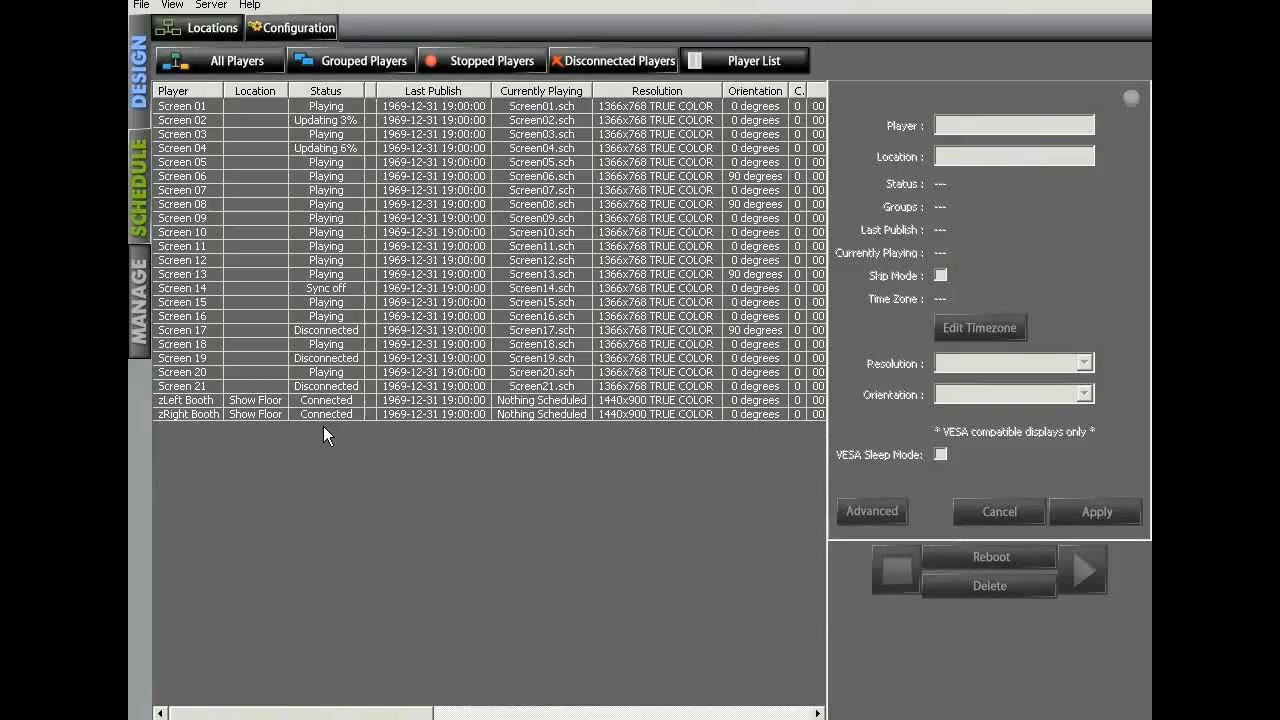 File View Server Help
Locations Configuration
All Players Grouped Players Stopped Players Disconnected Players Player List
DESIGN
SCHEDULE
MANAGE
Player Location Status Last Publish Currently Playing Resolution Orientation C.
Screen 01 Playing 1969-12-31 19:00:00 Screen01.sch 1366x768 TRUE COLOR 0 degrees 0 00
Screen 02 Updating 3% 1969-12-31 19:00:00 Screen02.sch 1366x768 TRUE COLOR 0 degrees 0 00
Screen 03 Playing 1969-12-31 19:00:00 Screen03.sch 1366x768 TRUE COLOR 0 degrees 0 00
Screen 04 Updating 6% 1969-12-31 19:00:00 Screen04.sch 1366x768 TRUE COLOR 0 degrees 0 00
Screen 05 Playing 1969-12-31 19:00:00 Screen05.sch 1366x768 TRUE COLOR 0 degrees 0 00
Screen 06 Playing 1969-12-31 19:00:00 Screen06.sch 1366x768 TRUE COLOR 90 degrees 0 00
Screen 07 Playing 1969-12-31 19:00:00 Screen07.sch 1366x768 TRUE COLOR 0 degrees 0 00
Screen 08 Playing 1969-12-31 19:00:00 Screen08.sch 1366x768 TRUE COLOR 90 degrees 0 00
Screen 09 Playing 1969-12-31 19:00:00 Screen09.sch 1366x768 TRUE COLOR 0 degrees 0 00
Screen 10 Playing 1969-12-31 19:00:00 Screen10.sch 1366x768 TRUE COLOR 0 degrees 0 00
Screen 11 Playing 1969-12-31 19:00:00 Screen11.sch 1366x768 TRUE COLOR 0 degrees 0 00
Screen 12 Playing 1969-12-31 19:00:00 Screen12.sch 1366x768 TRUE COLOR 0 degrees 0 00
Screen 13 Playing 1969-12-31 19:00:00 Screen13.sch 1366x768 TRUE COLOR 90 degrees 0 00
Screen 14 Sync off 1969-12-31 19:00:00 Screen14.sch 1366x768 TRUE COLOR 0 degrees 0 00
Screen 15 Playing 1969-12-31 19:00:00 Screen15.sch 1366x768 TRUE COLOR 0 degrees 0 00
Screen 16 Playing 1969-12-31 19:00:00 Screen16.sch 1366x768 TRUE COLOR 0 degrees 0 00
Screen 17 Disconnected 1969-12-31 19:00:00 Screen17.sch 1366x768 TRUE COLOR 90 degrees 0 00
Screen 18 Playing 1969-12-31 19:00:00 Screen18.sch 1366x768 TRUE COLOR 0 degrees 0 00
Screen 19 Disconnected 1969-12-31 19:00:00 Screen19.sch 1366x768 TRUE COLOR 0 degrees 0 00
Screen 20 Playing 1969-12-31 19:00:00 Screen20.sch 1366x768 TRUE COLOR 0 degrees 0 00
Screen 21 Disconnected 1969-12-31 19:00:00 Screen21.sch 1366x768 TRUE COLOR 0 degrees 0 00
zLeft Booth Show Floor Connected 1969-12-31 19:00:00 Nothing Scheduled 1440x900 TRUE COLOR 0 degrees 0 00
zRight Booth Show Floor Connected 1969-12-31 19:00:00 Nothing Scheduled 1440x900 TRUE COLOR 0 degrees 0 00
Player :
Location :
Status : ---
Groups : ---
Last Publish : ---
Currently Playing : ---
Skip Mode :
Time Zone : ---
Edit Timezone
Resolution :
Orientation :
* VESA compatible displays only *
VESA Sleep Mode:
Advanced Cancel Apply
Reboot
Delete